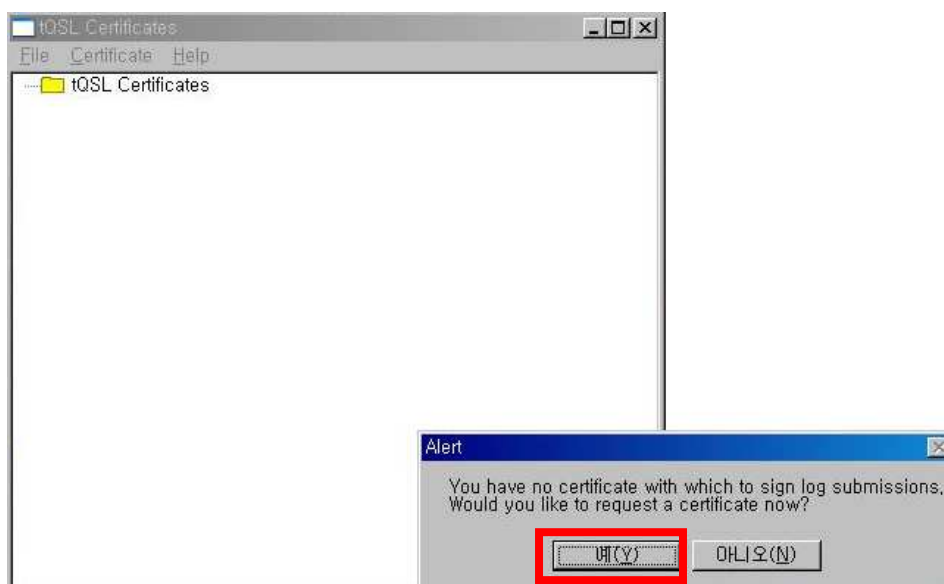 tQSL Certificates
File Certificate Help
tQSL Certificates
Alert
You have no certificate with which to sign log submissions,
Would you like to request a certificate now?
예(Y) 아니오(N)